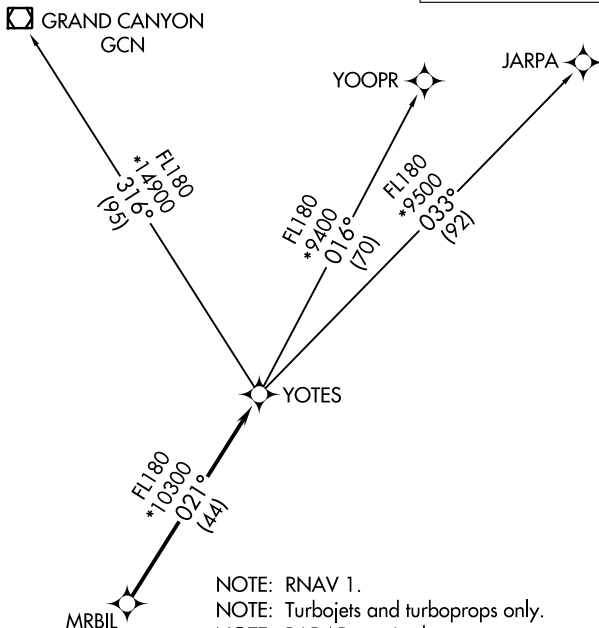 GRAND CANYON
GCN
YOOPR
JARPA
FL180
*14900
316°
(95)
FL180
*9400
016°
(70)
FL180
*9500
033°
(92)
YOTES
FL180
*10300
021°
(44)
MRBIL
NOTE: RNAV 1.
NOTE: Turbojets and turboprops only.